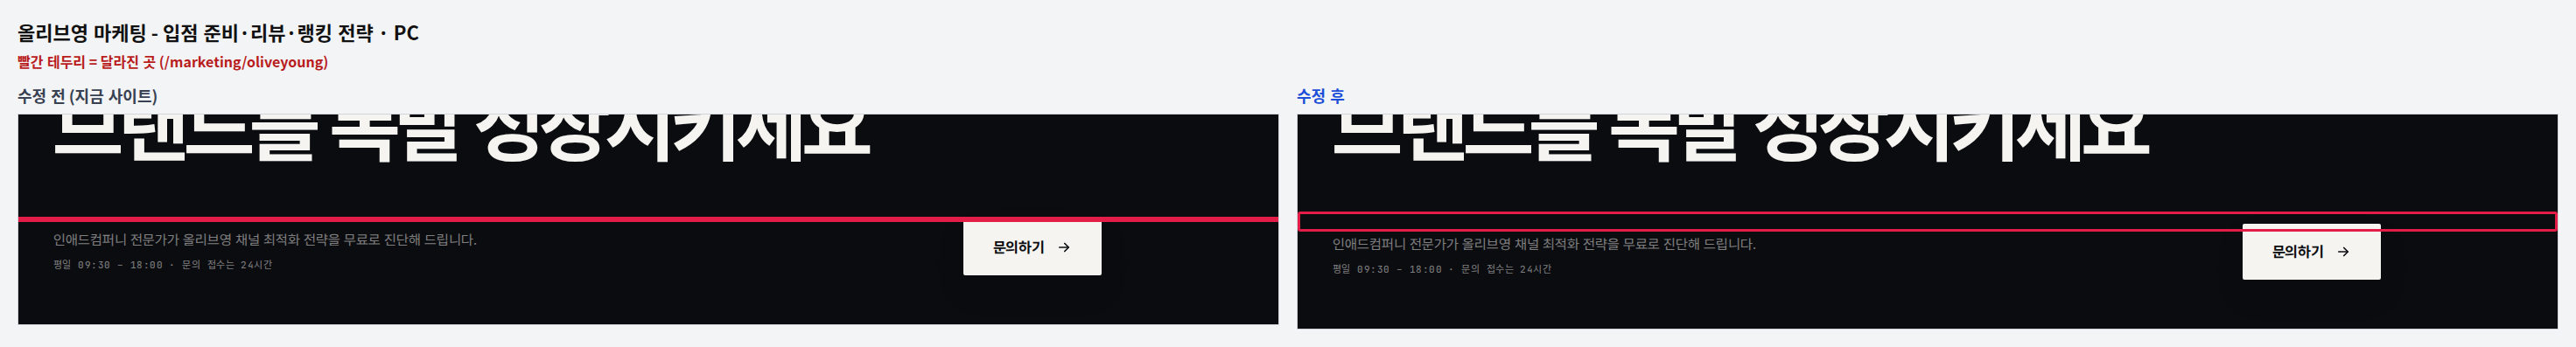 올리브영 마케팅 - 입점 준비·리뷰·랭킹 전략 · PC
빨간 테두리 = 달라진 곳 (/marketing/oliveyoung)
수정 전 (지금 사이트)
브랜드를 폭발 성장시키세요
인애드컴퍼니 전문가가 올리브영 채널 최적화 전략을 무료로 진단해 드립니다.
평일 09:30 – 18:00 · 문의 접수는 24시간
문의하기 →
수정 후
브랜드를 폭발 성장시키세요
인애드컴퍼니 전문가가 올리브영 채널 최적화 전략을 무료로 진단해 드립니다.
평일 09:30 – 18:00 · 문의 접수는 24시간
문의하기 →